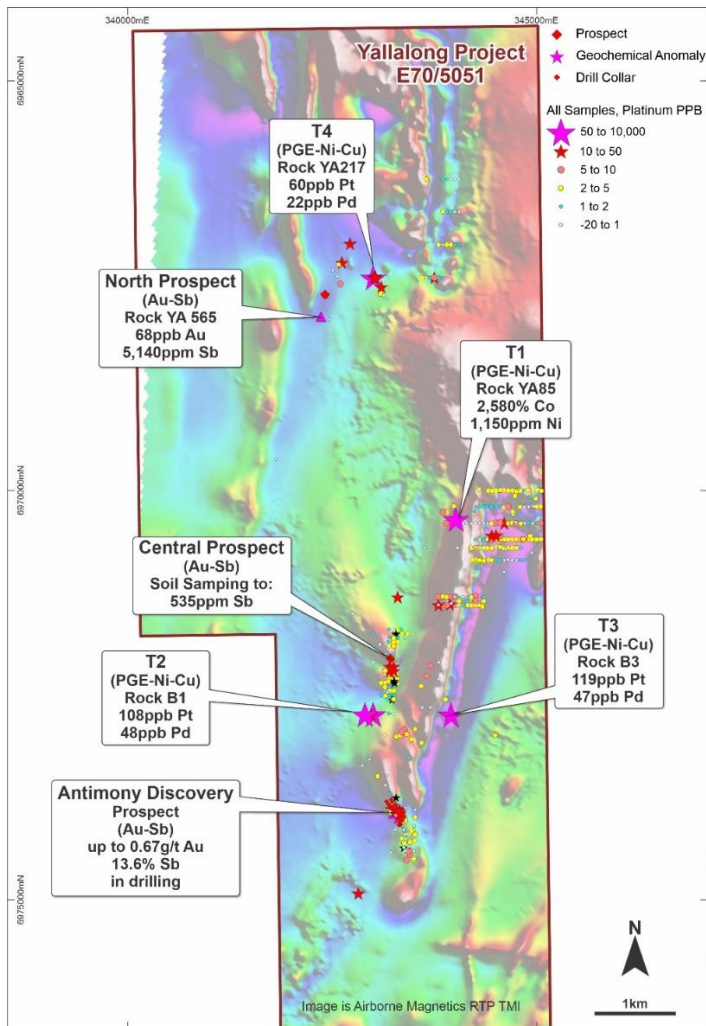 340000mE
345000mE
Yallalong Project
E70/5051
Prospect
Geochemical Anomaly
Drill Collar
All Samples, Platinum PPB
50 to 10,000
10 to 50
5 to 10
2 to 5
1 to 2
-20 to 1
6965000mN
T4
(PGE-Ni-Cu)
Rock YA217
60ppb Pt
22ppb Pd
North Prospect
(Au-Sb)
Rock YA 565
68ppb Au
5,140ppm Sb
T1
(PGE-Ni-Cu)
Rock YA85
2,580% Co
1,150ppm Ni
6970000mN
6970000mN
Central Prospect
(Au-Sb)
Soil Sampling to:
535ppm Sb
T2
(PGE-Ni-Cu)
Rock B1
108ppb Pt
48ppb Pd
T3
(PGE-Ni-Cu)
Rock B3
119ppb Pt
47ppb Pd
Antimony Discovery
Prospect
(Au-Sb)
up to 0.67g/t Au
13.6% Sb
in drilling
6975000mN
6975000mN
N
1km
Image is Airborne Magnetics RTP TMI
340000mE
345000mE